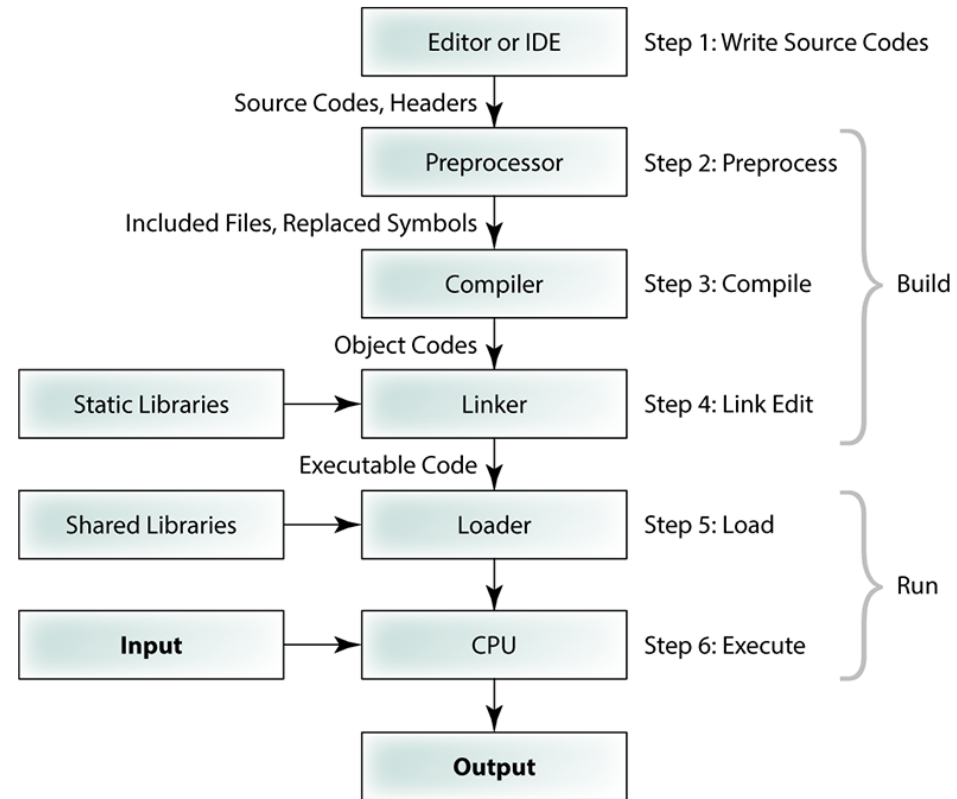 Editor or IDE
Step 1: Write Source Codes
Source Codes, Headers
Preprocessor
Step 2: Preprocess
Included Files, Replaced Symbols
Compiler
Step 3: Compile
Build
Object Codes
Static Libraries
Linker
Step 4: Link Edit
Executable Code
Shared Libraries
Loader
Step 5: Load
Run
Input
CPU
Step 6: Execute
Output